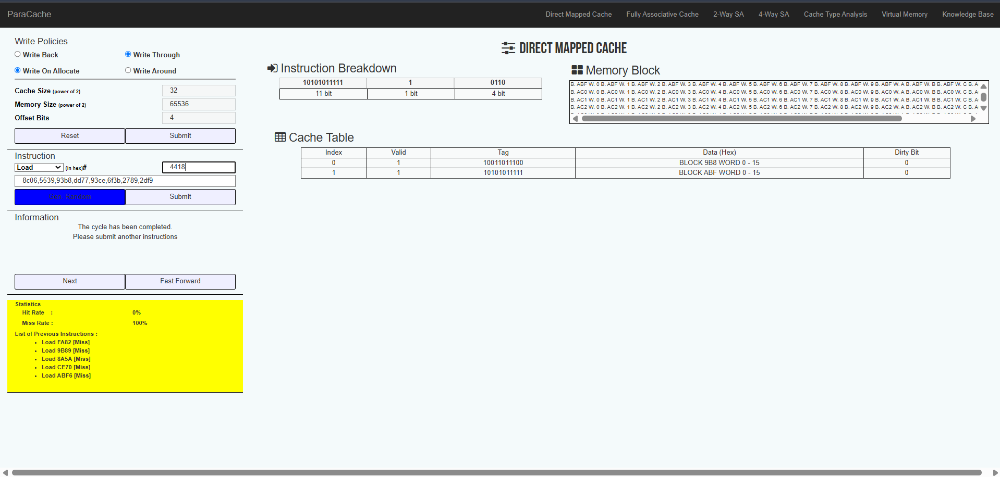 ParaCache
Direct Mapped Cache Fully Associative Cache 2-Way SA 4-Way SA Cache Type Analysis Virtual Memory Knowledge Base
Write Policies
Write Back Write Through
Write On Allocate Write Around
Cache Size (power of 2) 32
Memory Size (power of 2) 65536
Offset Bits 4
Reset Submit
Instruction
Load (in hex)# 4418
8c06,5539,93b8,dd77,93ce,6f3b,2789,2df9
Gen. Random Submit
Information
The cycle has been completed.
Please submit another instructions
Next Fast Forward
Statistics
Hit Rate : 0%
Miss Rate : 100%
List of Previous Instructions :
Load FA82 [Miss]
Load 9B89 [Miss]
Load 8A5A [Miss]
Load CE70 [Miss]
Load ABF6 [Miss]
DIRECT MAPPED CACHE
Instruction Breakdown
10101011111 1 0110
11 bit 1 bit 4 bit
Memory Block
B. ABF W. 0 B. ABF W. 1 B. ABF W. 2 B. ABF W. 3 B. ABF W. 4 B. ABF W. 5 B. ABF W. 6 B. ABF W. 7 B. ABF W. 8 B. ABF W. 9 B. ABF W. A B. ABF W. B B. ABF W. C B. A
B. AC0 W. 0 B. AC0 W. 1 B. AC0 W. 2 B. AC0 W. 3 B. AC0 W. 4 B. AC0 W. 5 B. AC0 W. 6 B. AC0 W. 7 B. AC0 W. 8 B. AC0 W. 9 B. AC0 W. A B. AC0 W. B B. AC0 W. C B. A
B. AC1 W. 0 B. AC1 W. 1 B. AC1 W. 2 B. AC1 W. 3 B. AC1 W. 4 B. AC1 W. 5 B. AC1 W. 6 B. AC1 W. 7 B. AC1 W. 8 B. AC1 W. 9 B. AC1 W. A B. AC1 W. B B. AC1 W. C B. A
B. AC2 W. 0 B. AC2 W. 1 B. AC2 W. 2 B. AC2 W. 3 B. AC2 W. 4 B. AC2 W. 5 B. AC2 W. 6 B. AC2 W. 7 B. AC2 W. 8 B. AC2 W. 9 B. AC2 W. A B. AC2 W. B B. AC2 W. C B. A
Cache Table
Index Valid Tag Data (Hex) Dirty Bit
0 1 10011011100 BLOCK 9B8 WORD 0 - 15 0
1 1 10101011111 BLOCK ABF WORD 0 - 15 0